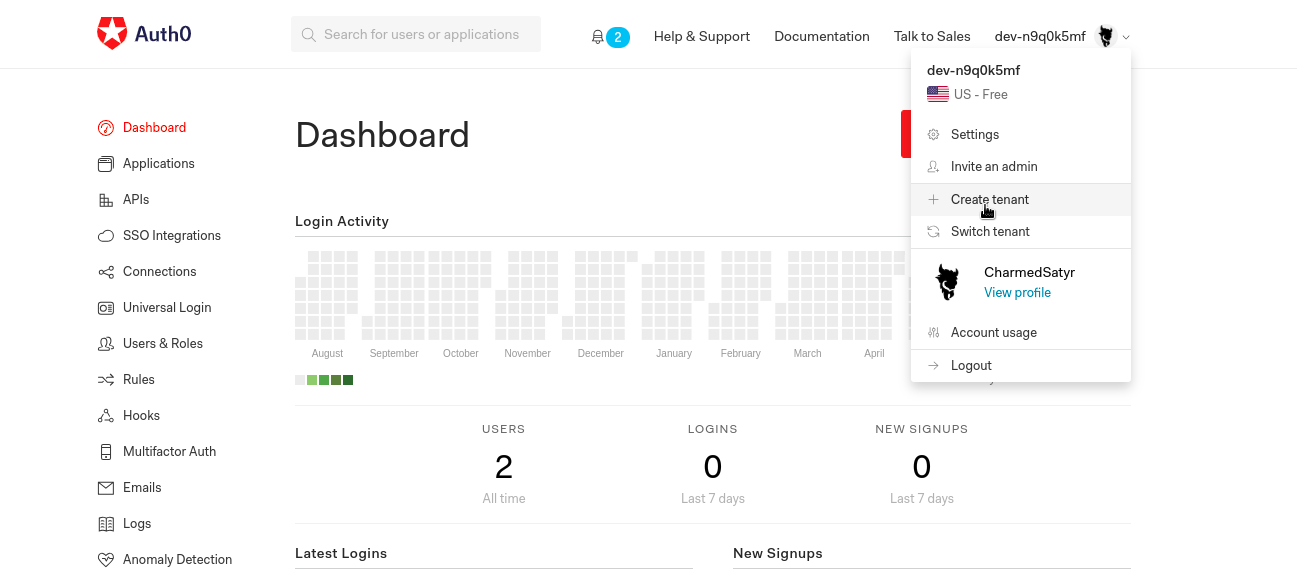 Auth0
Search for users or applications
2
Help & Support
Documentation
Talk to Sales
dev-n9q0k5mf
dev-n9q0k5mf
US - Free
Settings
Invite an admin
Create tenant
Switch tenant
CharmedSatyr
View profile
Account usage
Logout
Dashboard
Applications
APIs
SSO Integrations
Connections
Universal Login
Users & Roles
Rules
Hooks
Multifactor Auth
Emails
Logs
Anomaly Detection
Dashboard
Login Activity
August September October November December January February March April
USERS
2
All time
LOGINS
0
Last 7 days
NEW SIGNUPS
0
Last 7 days
Latest Logins
New Signups